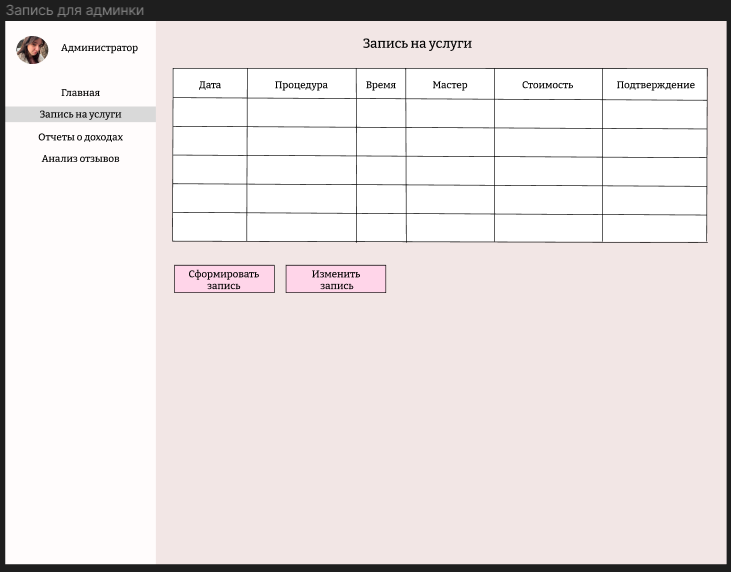 Запись для админки
Администратор
Главная
Запись на услуги
Отчеты о доходах
Анализ отзывов
Запись на услуги
Дата Процедура Время Мастер Стоимость Подтверждение
Сформировать
запись
Изменить
запись